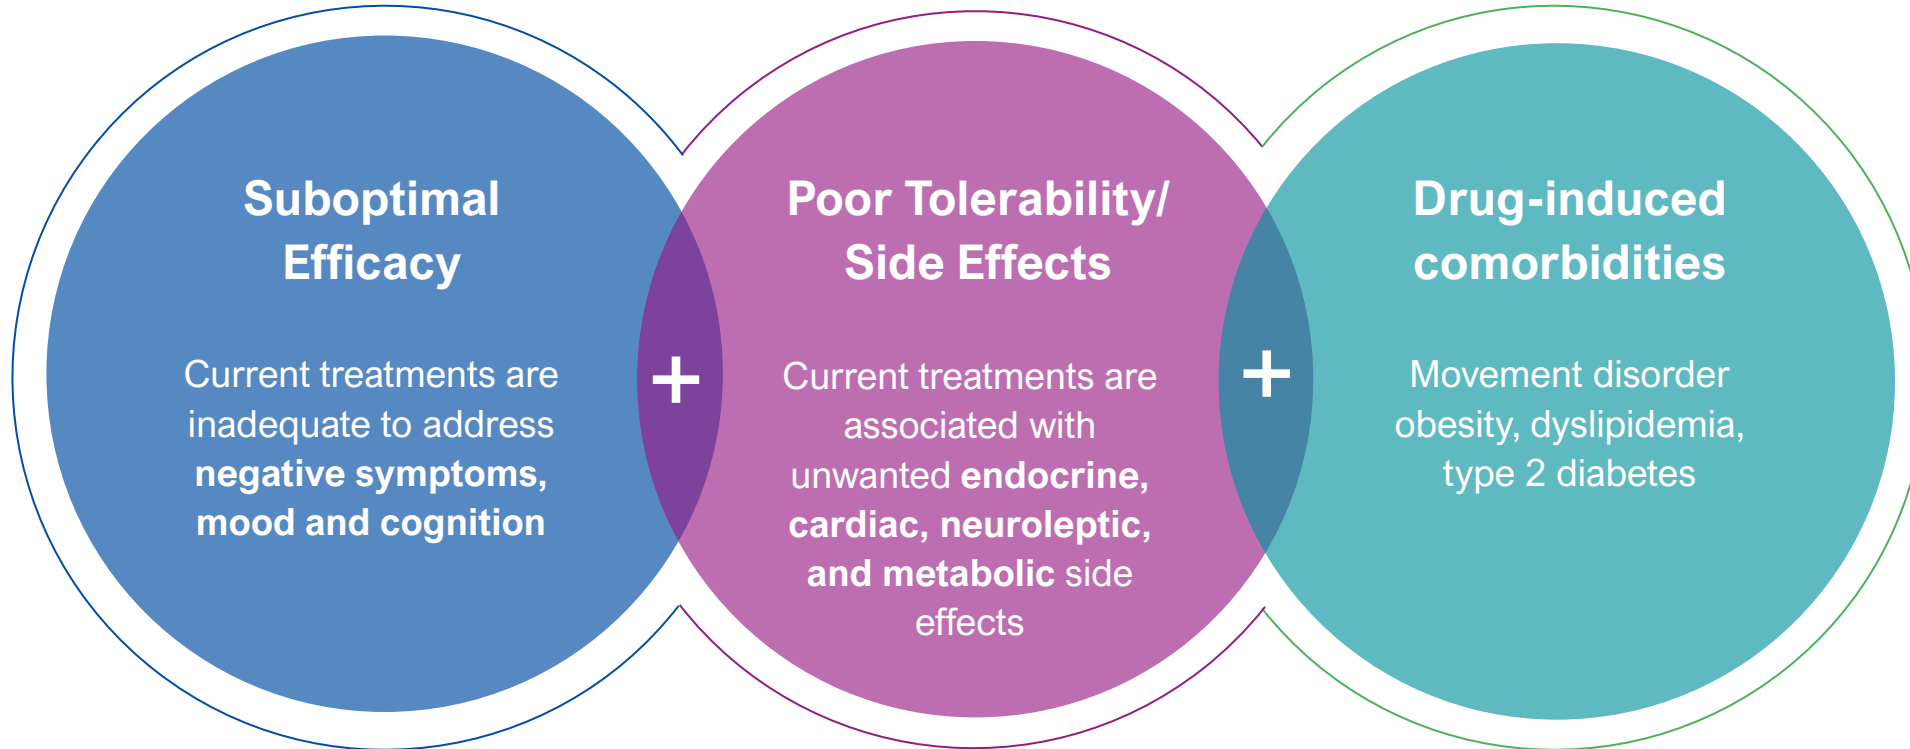 Suboptimal
Efficacy
Current treatments are
inadequate to address
negative symptoms,
mood and cognition
+
Poor Tolerability/
Side Effects
Current treatments are
associated with
unwanted endocrine,
cardiac, neuroleptic,
and metabolic side
effects
+
Drug-induced
comorbidities
Movement disorder
obesity, dyslipidemia,
type 2 diabetes